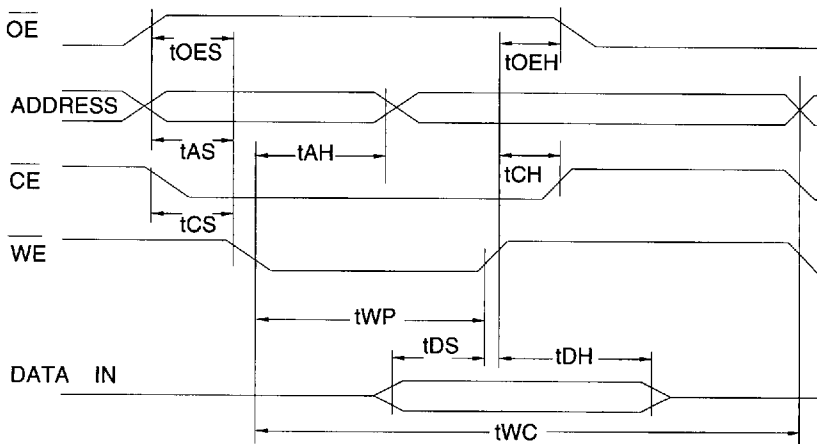 OE
tOES
tOEH
ADDRESS
tAS
tAH
tCH
CE
tCS
WE
tWP
tDS
tDH
DATA IN
tWC